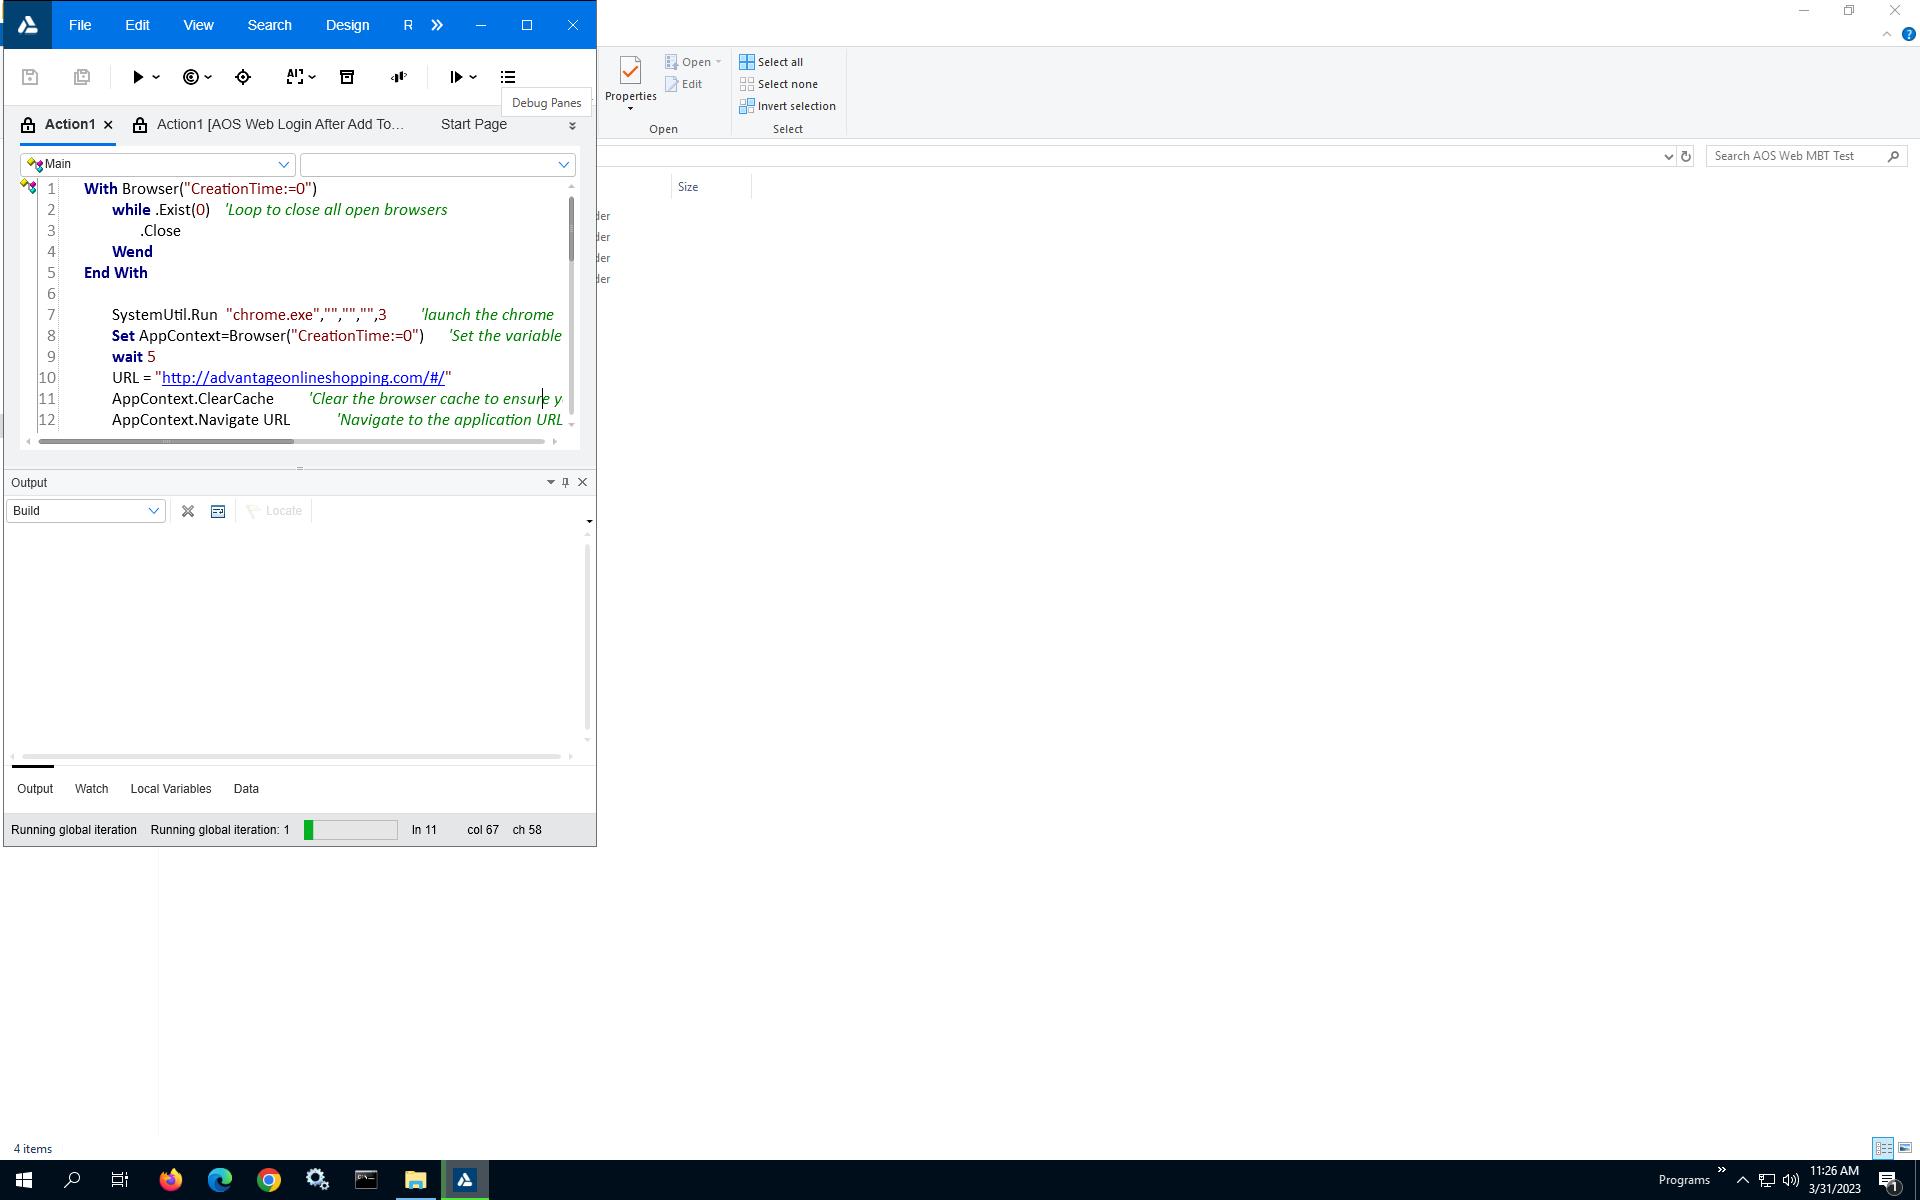 File Edit View Search Design R
Debug Panes
Action1 Action1 [AOS Web Login After Add To... Start Page
Main
1 With Browser("CreationTime:=0")
2 while .Exist(0) 'Loop to close all open browsers
3 .Close
4 Wend
5 End With
6
7 SystemUtil.Run "chrome.exe","","","",3 'launch the chrome
8 Set AppContext=Browser("CreationTime:=0") 'Set the variable
9 wait 5
10 URL = "http://advantageonlineshopping.com/#/"
11 AppContext.ClearCache 'Clear the browser cache to ensure y
12 AppContext.Navigate URL 'Navigate to the application URL
Output
Build Locate
Output Watch Local Variables Data
Running global iteration Running global iteration: 1 ln 11 col 67 ch 58
Properties
Open
Edit
Open
Select all
Select none
Invert selection
Select
Search AOS Web MBT Test
Size
der
der
der
der
4 items
Programs
11:26 AM
3/31/2023
1